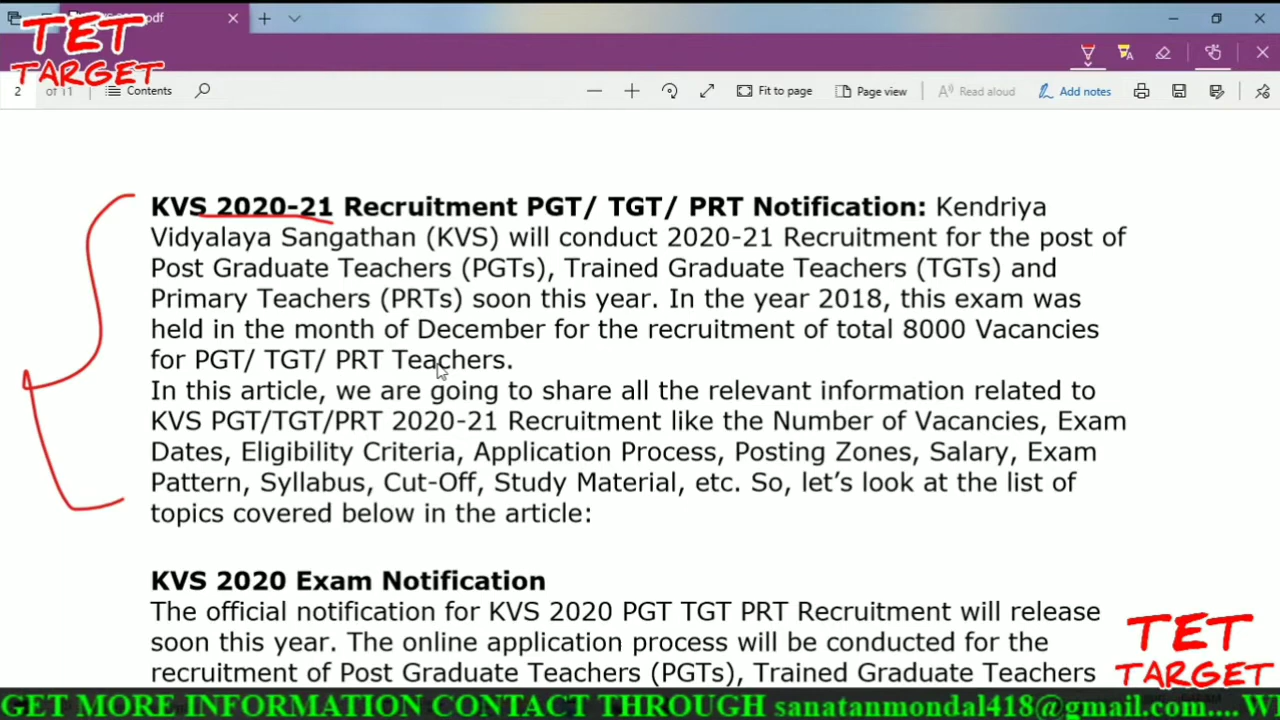 .pdf
TET
TARGET
2 of 11 Contents Fit to page Page view Read aloud Add notes
KVS 2020-21 Recruitment PGT/ TGT/ PRT Notification: Kendriya
Vidyalaya Sangathan (KVS) will conduct 2020-21 Recruitment for the post of
Post Graduate Teachers (PGTs), Trained Graduate Teachers (TGTs) and
Primary Teachers (PRTs) soon this year. In the year 2018, this exam was
held in the month of December for the recruitment of total 8000 Vacancies
for PGT/ TGT/ PRT Teachers.
In this article, we are going to share all the relevant information related to
KVS PGT/TGT/PRT 2020-21 Recruitment like the Number of Vacancies, Exam
Dates, Eligibility Criteria, Application Process, Posting Zones, Salary, Exam
Pattern, Syllabus, Cut-Off, Study Material, etc. So, let’s look at the list of
topics covered below in the article:
KVS 2020 Exam Notification
The official notification for KVS 2020 PGT TGT PRT Recruitment will release
soon this year. The online application process will be conducted for the
recruitment of Post Graduate Teachers (PGTs), Trained Graduate Teachers
TET
TARGET
GET MORE INFORMATION CONTACT THROUGH sanatanmondal418@gmail.com....